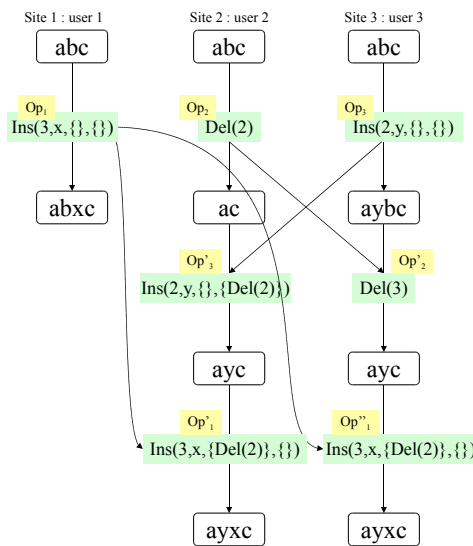 Site 1 : user 1 Site 2 : user 2 Site 3 : user 3
abc abc abc
Op₁ Op₂ Op₃
Ins(3,x,{},{}) Del(2) Ins(2,y,{},{})
abxc ac aybc
Op'₃ Op'₂
Ins(2,y,{},{Del(2)}) Del(3)
ayc ayc
Op'₁ Op''₁
Ins(3,x,{Del(2)},{}) Ins(3,x,{Del(2)},{})
ayxc ayxc